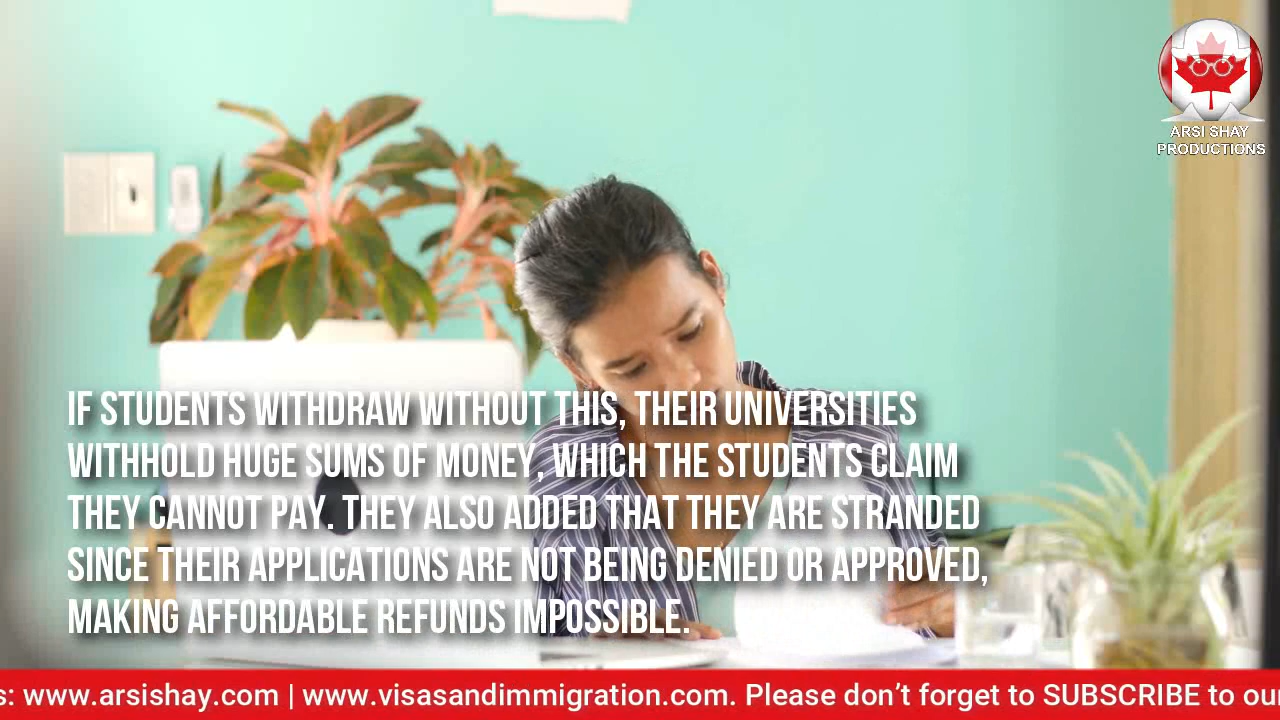 ARSI SHAY
PRODUCTIONS
IF STUDENTS WITHDRAW WITHOUT THIS, THEIR UNIVERSITIES
WITHHOLD HUGE SUMS OF MONEY, WHICH THE STUDENTS CLAIM
THEY CANNOT PAY. THEY ALSO ADDED THAT THEY ARE STRANDED
SINCE THEIR APPLICATIONS ARE NOT BEING DENIED OR APPROVED,
MAKING AFFORDABLE REFUNDS IMPOSSIBLE.
s: www.arsishay.com | www.visasandimmigration.com. Please don’t forget to SUBSCRIBE to ou